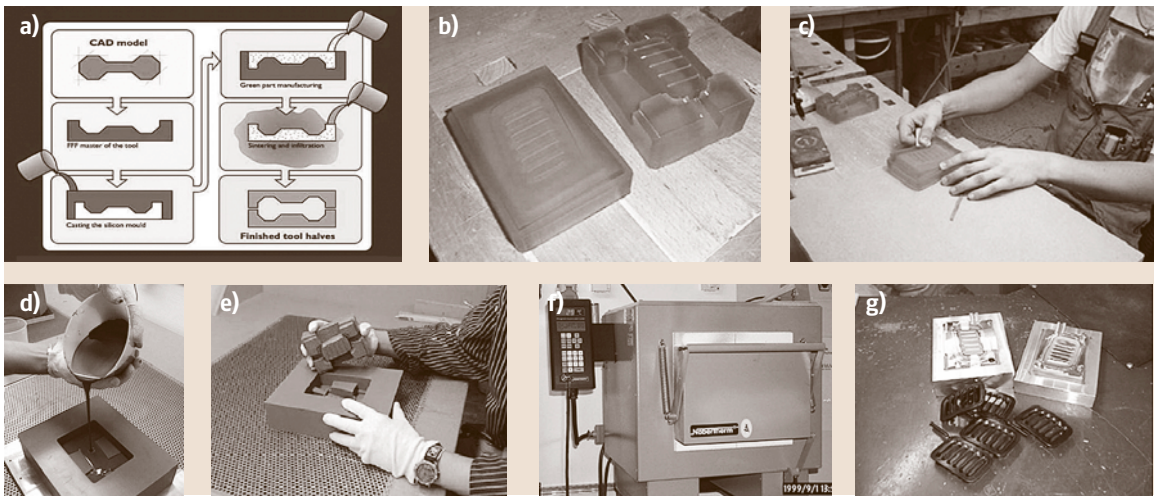 a)
CAD model
FFF master of the tool
Casting the silicon mould
Green part manufacturing
Sintering and infiltration
Finished tool halves
b)
c)
d)
e)
f)
Nabertherm
1999/9/1 13:5
g)